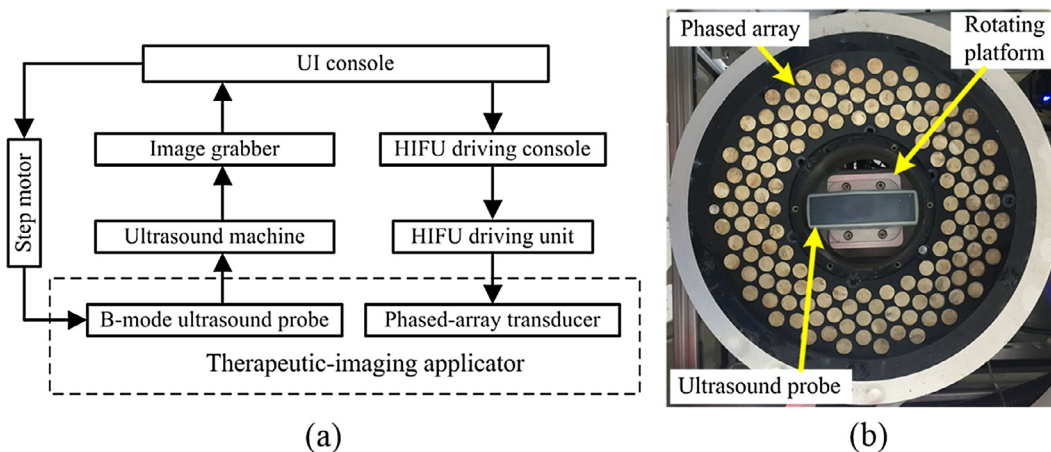 UI console
Step motor
Image grabber
HIFU driving console
Ultrasound machine
HIFU driving unit
B-mode ultrasound probe
Phased-array transducer
Therapeutic-imaging applicator
(a)
Phased array
Rotating
platform
Ultrasound probe
(b)